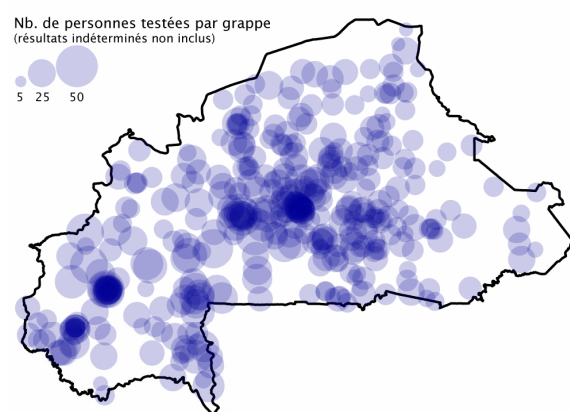 Nb. de personnes testées par grappe
(résultats indéterminés non inclus)
5 25 50